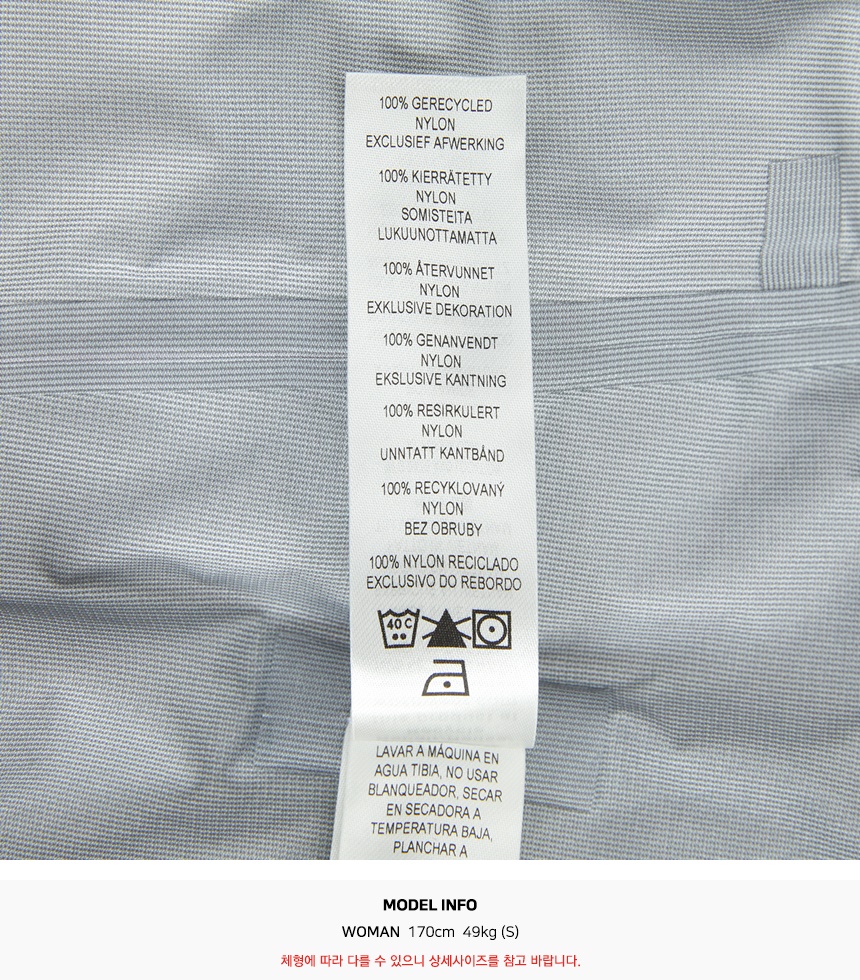 100% GERECYCLED
NYLON
EXCLUSIEF AFWERKING
100% KIERRÄTETTY
NYLON
SOMISTEITA
LUKUUNOTTAMATTA
100% ÅTERVUNNET
NYLON
EXKLUSIVE DEKORATION
100% GENANVENDT
NYLON
EKSLUSIVE KANTNING
100% RESIRKULERT
NYLON
UNNTATT KANTBÅND
100% RECYKLOVANÝ
NYLON
BEZ OBRUBY
100% NYLON RECICLADO
EXCLUSIVO DO REBORDO
40 C
LAVAR A MÁQUINA EN
AGUA TIBIA, NO USAR
BLANQUEADOR, SECAR
EN SECADORA A
TEMPERATURA BAJA,
PLANCHAR A
MODEL INFO
WOMAN 170cm 49kg (S)
체형에 따라 다를 수 있으니 상세사이즈를 참고 바랍니다.